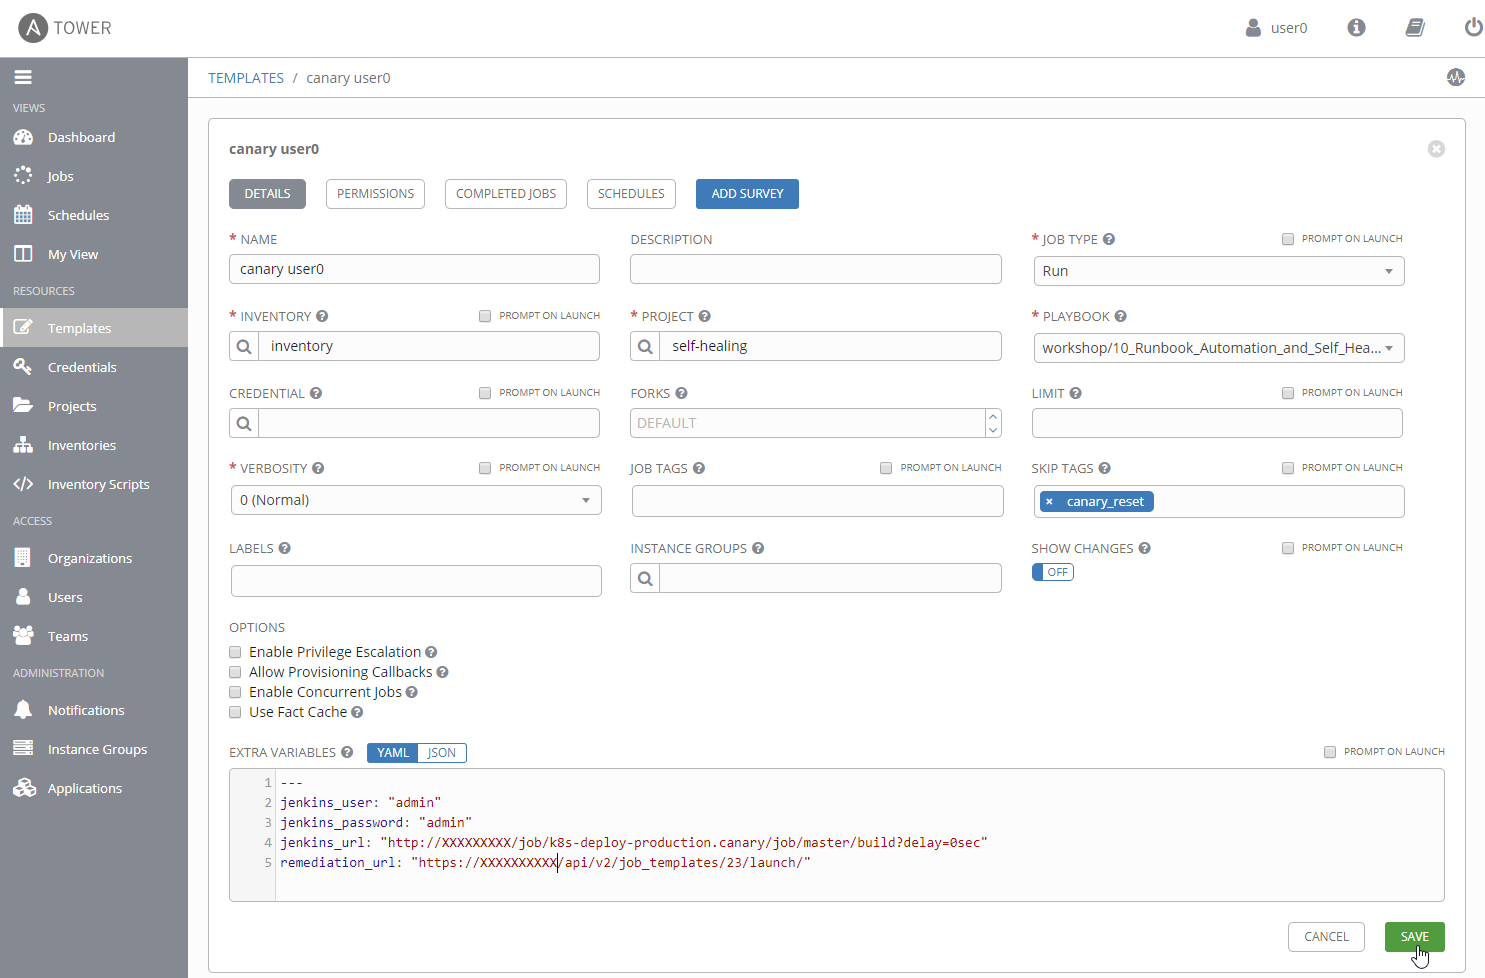 A TOWER
user0
TEMPLATES / canary user0
VIEWS
Dashboard
Jobs
Schedules
My View
RESOURCES
Templates
Credentials
Projects
Inventories
Inventory Scripts
ACCESS
Organizations
Users
Teams
ADMINISTRATION
Notifications
Instance Groups
Applications
canary user0
DETAILS PERMISSIONS COMPLETED JOBS SCHEDULES ADD SURVEY
* NAME DESCRIPTION * JOB TYPE ? PROMPT ON LAUNCH
canary user0 Run
* INVENTORY ? PROMPT ON LAUNCH * PROJECT ? * PLAYBOOK ?
inventory self-healing workshop/10_Runbook_Automation_and_Self_Hea...
CREDENTIAL ? PROMPT ON LAUNCH FORKS ? LIMIT ? PROMPT ON LAUNCH
DEFAULT
* VERBOSITY ? PROMPT ON LAUNCH JOB TAGS ? PROMPT ON LAUNCH SKIP TAGS ? PROMPT ON LAUNCH
0 (Normal) × canary_reset
LABELS ? INSTANCE GROUPS ? SHOW CHANGES ? PROMPT ON LAUNCH
OFF
OPTIONS
Enable Privilege Escalation ?
Allow Provisioning Callbacks ?
Enable Concurrent Jobs ?
Use Fact Cache ?
EXTRA VARIABLES ? YAML JSON PROMPT ON LAUNCH
1 ---
2 jenkins_user: "admin"
3 jenkins_password: "admin"
4 jenkins_url: "http://XXXXXXXXX/job/k8s-deploy-production.canary/job/master/build?delay=0sec"
5 remediation_url: "https://XXXXXXXXXX/api/v2/job_templates/23/launch/"
CANCEL SAVE